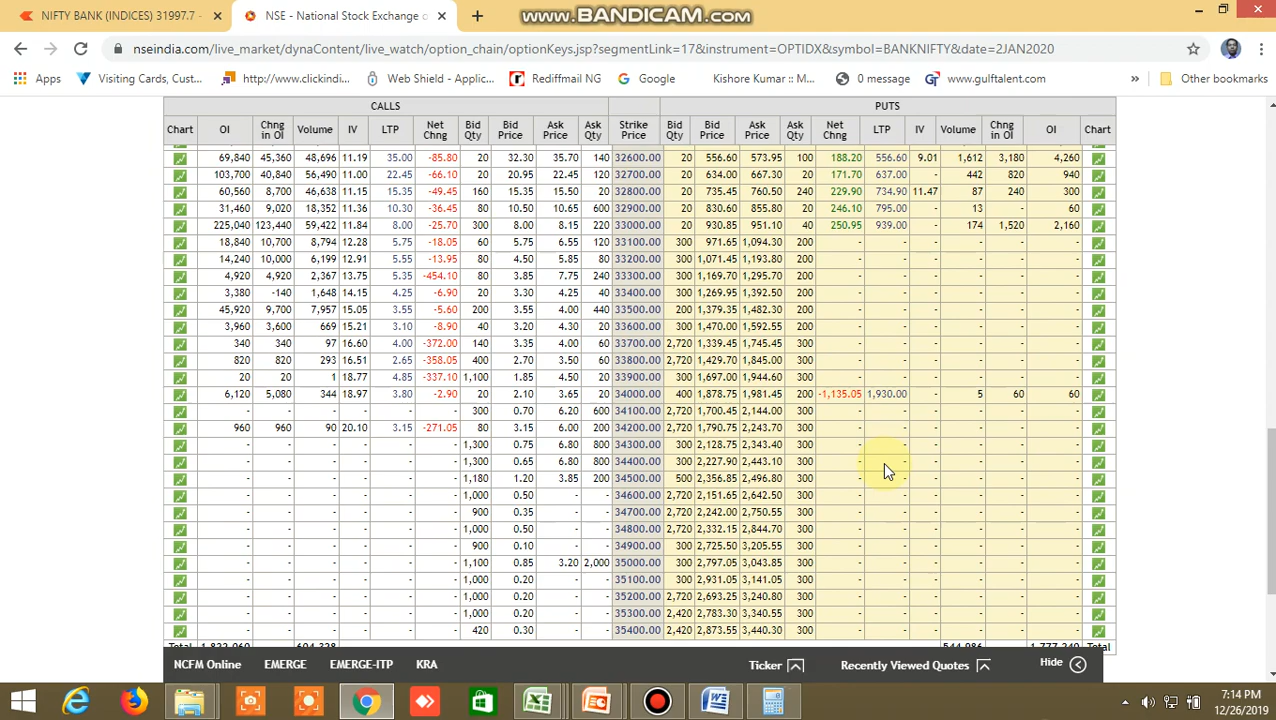 NIFTY BANK (INDICES) 31997.7 -
NSE - National Stock Exchange o
www.BANDICAM.com
nseindia.com/live_market/dynaContent/live_watch/option_chain/optionKeys.jsp?segmentLink=17&instrument=OPTIDX&symbol=BANKNIFTY&date=2JAN2020
Apps Visiting Cards, Cust... http://www.clickindi... Web Shield - Applic... Rediffmail NG Google Kishore Kumar :: M... 0 message www.gulftalent.com » Other bookmarks
CALLS PUTS
Chart OI Chng in OI Volume IV LTP Net Chng Bid Qty Bid Price Ask Price Ask Qty Strike Price Bid Qty Bid Price Ask Price Ask Qty Net Chng LTP IV Volume Chng in OI OI Chart
69,840 45,360 48,696 11.19 35.00 -85.80 20 32.30 35.70 140 32600.00 20 556.60 573.95 100 188.20 556.60 9.01 1,612 3,180 4,260
103,700 40,840 56,490 11.00 22.45 -66.10 20 20.95 22.45 120 32700.00 20 634.00 667.30 20 171.70 637.00 - 442 820 940
60,560 8,700 46,638 11.15 15.35 -49.45 160 15.35 15.50 20 32800.00 20 735.45 760.50 240 229.90 734.90 11.47 87 240 300
31,460 9,020 18,352 11.36 10.30 -36.45 80 10.50 10.65 600 32900.00 20 830.60 855.80 20 246.10 795.00 - 13 - 60
225,040 123,440 59,422 11.84 8.00 -25.70 300 8.00 8.15 220 33000.00 20 930.85 951.10 40 250.95 939.00 - 174 1,520 2,160
18,840 10,700 8,794 12.28 5.75 -18.05 60 5.75 6.55 120 33100.00 300 971.65 1,094.30 200 - - - - - -
14,240 10,000 6,199 12.91 5.55 -13.95 80 4.50 5.85 80 33200.00 300 1,071.45 1,193.80 200 - - - - - -
4,920 4,920 2,367 13.75 5.35 -454.10 80 3.85 7.75 240 33300.00 300 1,169.70 1,295.70 200 - - - - - -
3,380 -140 1,648 14.15 4.25 -6.90 20 3.30 4.25 40 33400.00 300 1,269.95 1,392.50 200 - - - - - -
45,920 9,700 7,957 15.05 3.55 -5.60 200 3.55 4.00 440 33500.00 200 1,379.35 1,482.30 200 - - - - - -
3,960 3,600 669 15.21 3.10 -8.90 40 3.20 4.30 20 33600.00 300 1,470.00 1,592.55 200 - - - - - -
340 340 97 16.60 4.00 -372.00 140 3.35 4.00 60 33700.00 2,720 1,339.45 1,745.45 300 - - - - - -
820 820 293 16.51 2.65 -358.05 400 2.70 3.50 60 33800.00 2,720 1,429.70 1,845.00 300 - - - - - -
20 20 1 18.77 4.85 -337.10 1,100 1.85 4.50 20 33900.00 300 1,697.00 1,944.60 300 - - - - - -
6,120 5,080 344 18.97 3.80 -2.90 20 2.10 3.65 20 34000.00 400 1,878.75 1,981.45 200 -1,135.05 1,930.00 - 5 60 60
- - - - - - 300 0.70 6.20 600 34100.00 2,720 1,700.45 2,144.00 300 - - - - - -
960 960 90 20.10 3.15 -271.05 80 3.15 6.00 200 34200.00 2,720 1,790.75 2,243.70 300 - - - - - -
- - - - - - 1,300 0.75 6.80 800 34300.00 300 2,128.75 2,343.40 300 - - - - - -
- - - - - - 1,300 0.65 6.80 800 34400.00 300 2,227.90 2,443.10 300 - - - - - -
- - - - - - 1,180 1.20 3.85 200 34500.00 500 2,356.85 2,496.80 300 - - - - - -
- - - - - - 1,000 0.50 - - 34600.00 2,720 2,151.65 2,642.50 300 - - - - - -
- - - - - - 900 0.35 - - 34700.00 2,720 2,242.00 2,750.55 300 - - - - - -
- - - - - - 1,000 0.50 - - 34800.00 2,720 2,332.15 2,844.70 300 - - - - - -
- - - - - - 900 0.10 - - 34900.00 300 2,725.50 3,205.55 300 - - - - - -
- - - - - - 1,100 0.85 3.20 2,000 35000.00 300 2,797.05 3,043.85 300 - - - - - -
- - - - - - 1,000 0.20 - - 35100.00 300 2,931.05 3,141.05 300 - - - - - -
- - - - - - 1,000 0.20 - - 35200.00 300 2,693.25 3,240.80 300 - - - - - -
- - - - - - 1,000 0.20 - - 35300.00 2,420 2,783.30 3,340.55 300 - - - - - -
- - - - - - 420 0.30 - - 35400.00 2,420 2,873.55 3,440.30 300 - - - - - -
Total Total
NCFM Online EMERGE EMERGE-ITP KRA Ticker Recently Viewed Quotes Hide
7:14 PM
12/26/2019